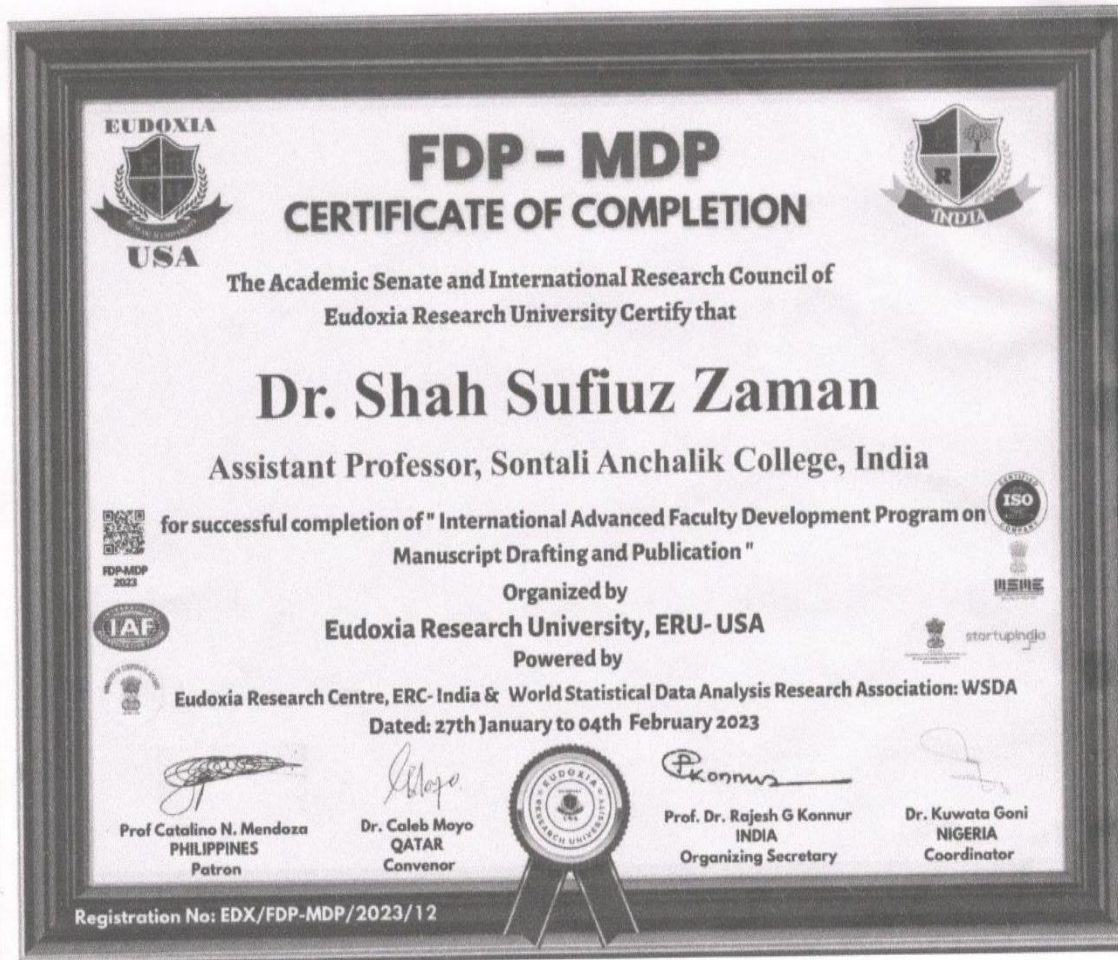 EUDOXIA
USA
INDIA
FDP – MDP
CERTIFICATE OF COMPLETION
The Academic Senate and International Research Council of
Eudoxia Research University Certify that
Dr. Shah Sufiuz Zaman
Assistant Professor, Sontali Anchalik College, India
for successful completion of " International Advanced Faculty Development Program on
Manuscript Drafting and Publication "
FDP-MDP
2023
CERTIFIED
ISO
COMPANY
Organized by
Eudoxia Research University, ERU- USA
Powered by
IAF
MSME
startupindia
Eudoxia Research Centre, ERC- India & World Statistical Data Analysis Research Association: WSDA
Dated: 27th January to 04th February 2023
Konnur
EUDOXIA
RESEARCH UNIVERSITY
Prof Catalino N. Mendoza
PHILIPPINES
Patron
Dr. Caleb Moyo
QATAR
Convenor
Prof. Dr. Rajesh G Konnur
INDIA
Organizing Secretary
Dr. Kuwata Goni
NIGERIA
Coordinator
Registration No: EDX/FDP-MDP/2023/12